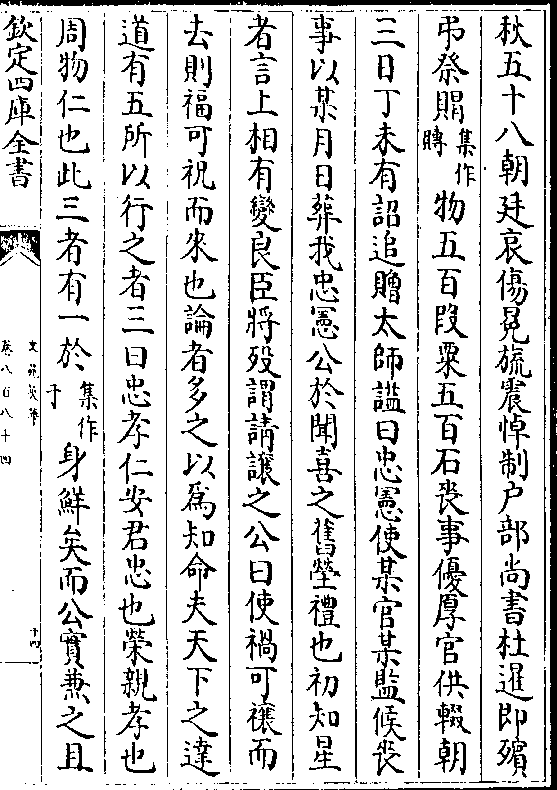 秋五十八朝廷哀傷冕旒震悼制户部尚書杜暹即殯
弔祭賵集作賻物五百段粟五百石喪事優厚官供輟朝
三日丁未有詔追贈太師諡曰忠憲使某官某監候喪
事以某月日葬我忠憲公於聞喜之舊塋禮也初知星
者言上相有變良臣將歿謂請讓之公曰使禍可禳而
去則福可祝而來也論者多之以為知命夫天下之達
道有五所以行之者三曰忠孝仁安君忠也榮親孝也
周物仁也此三者有一於集作于身鮮矣而公實兼之且
欽定四庫全書
文苑英華
卷八百八十四
十四